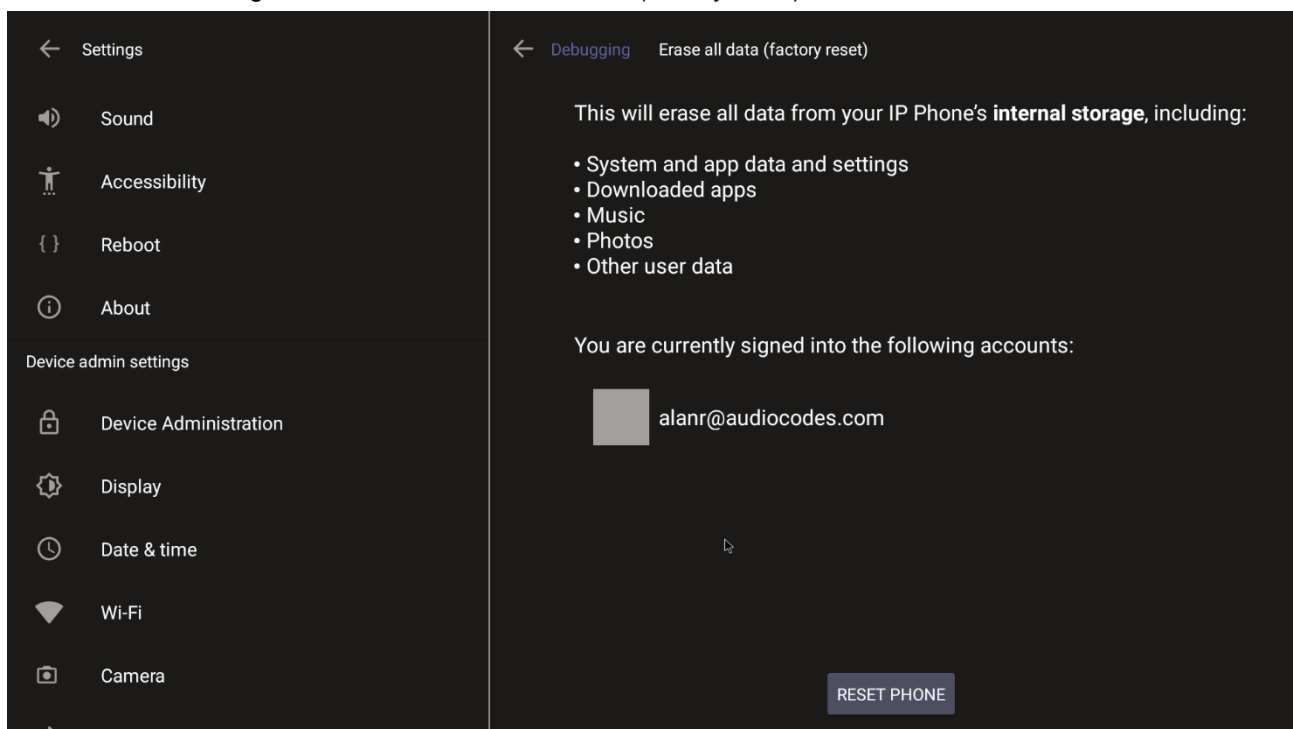 Settings
Sound
Accessibility
{ } Reboot
About
Device admin settings
Device Administration
Display
Date & time
Wi-Fi
Camera
Debugging Erase all data (factory reset)
This will erase all data from your IP Phone's internal storage, including:
• System and app data and settings
• Downloaded apps
• Music
• Photos
• Other user data
You are currently signed into the following accounts:
alanr@audiocodes.com
RESET PHONE